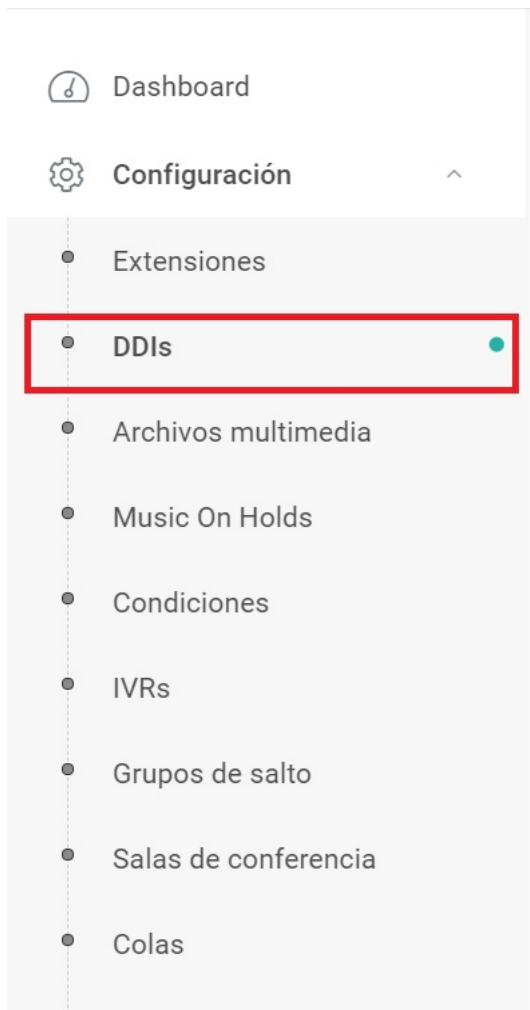 Dashboard
Configuración
Extensiones
DDIs
Archivos multimedia
Music On Holds
Condiciones
IVRs
Grupos de salto
Salas de conferencia
Colas